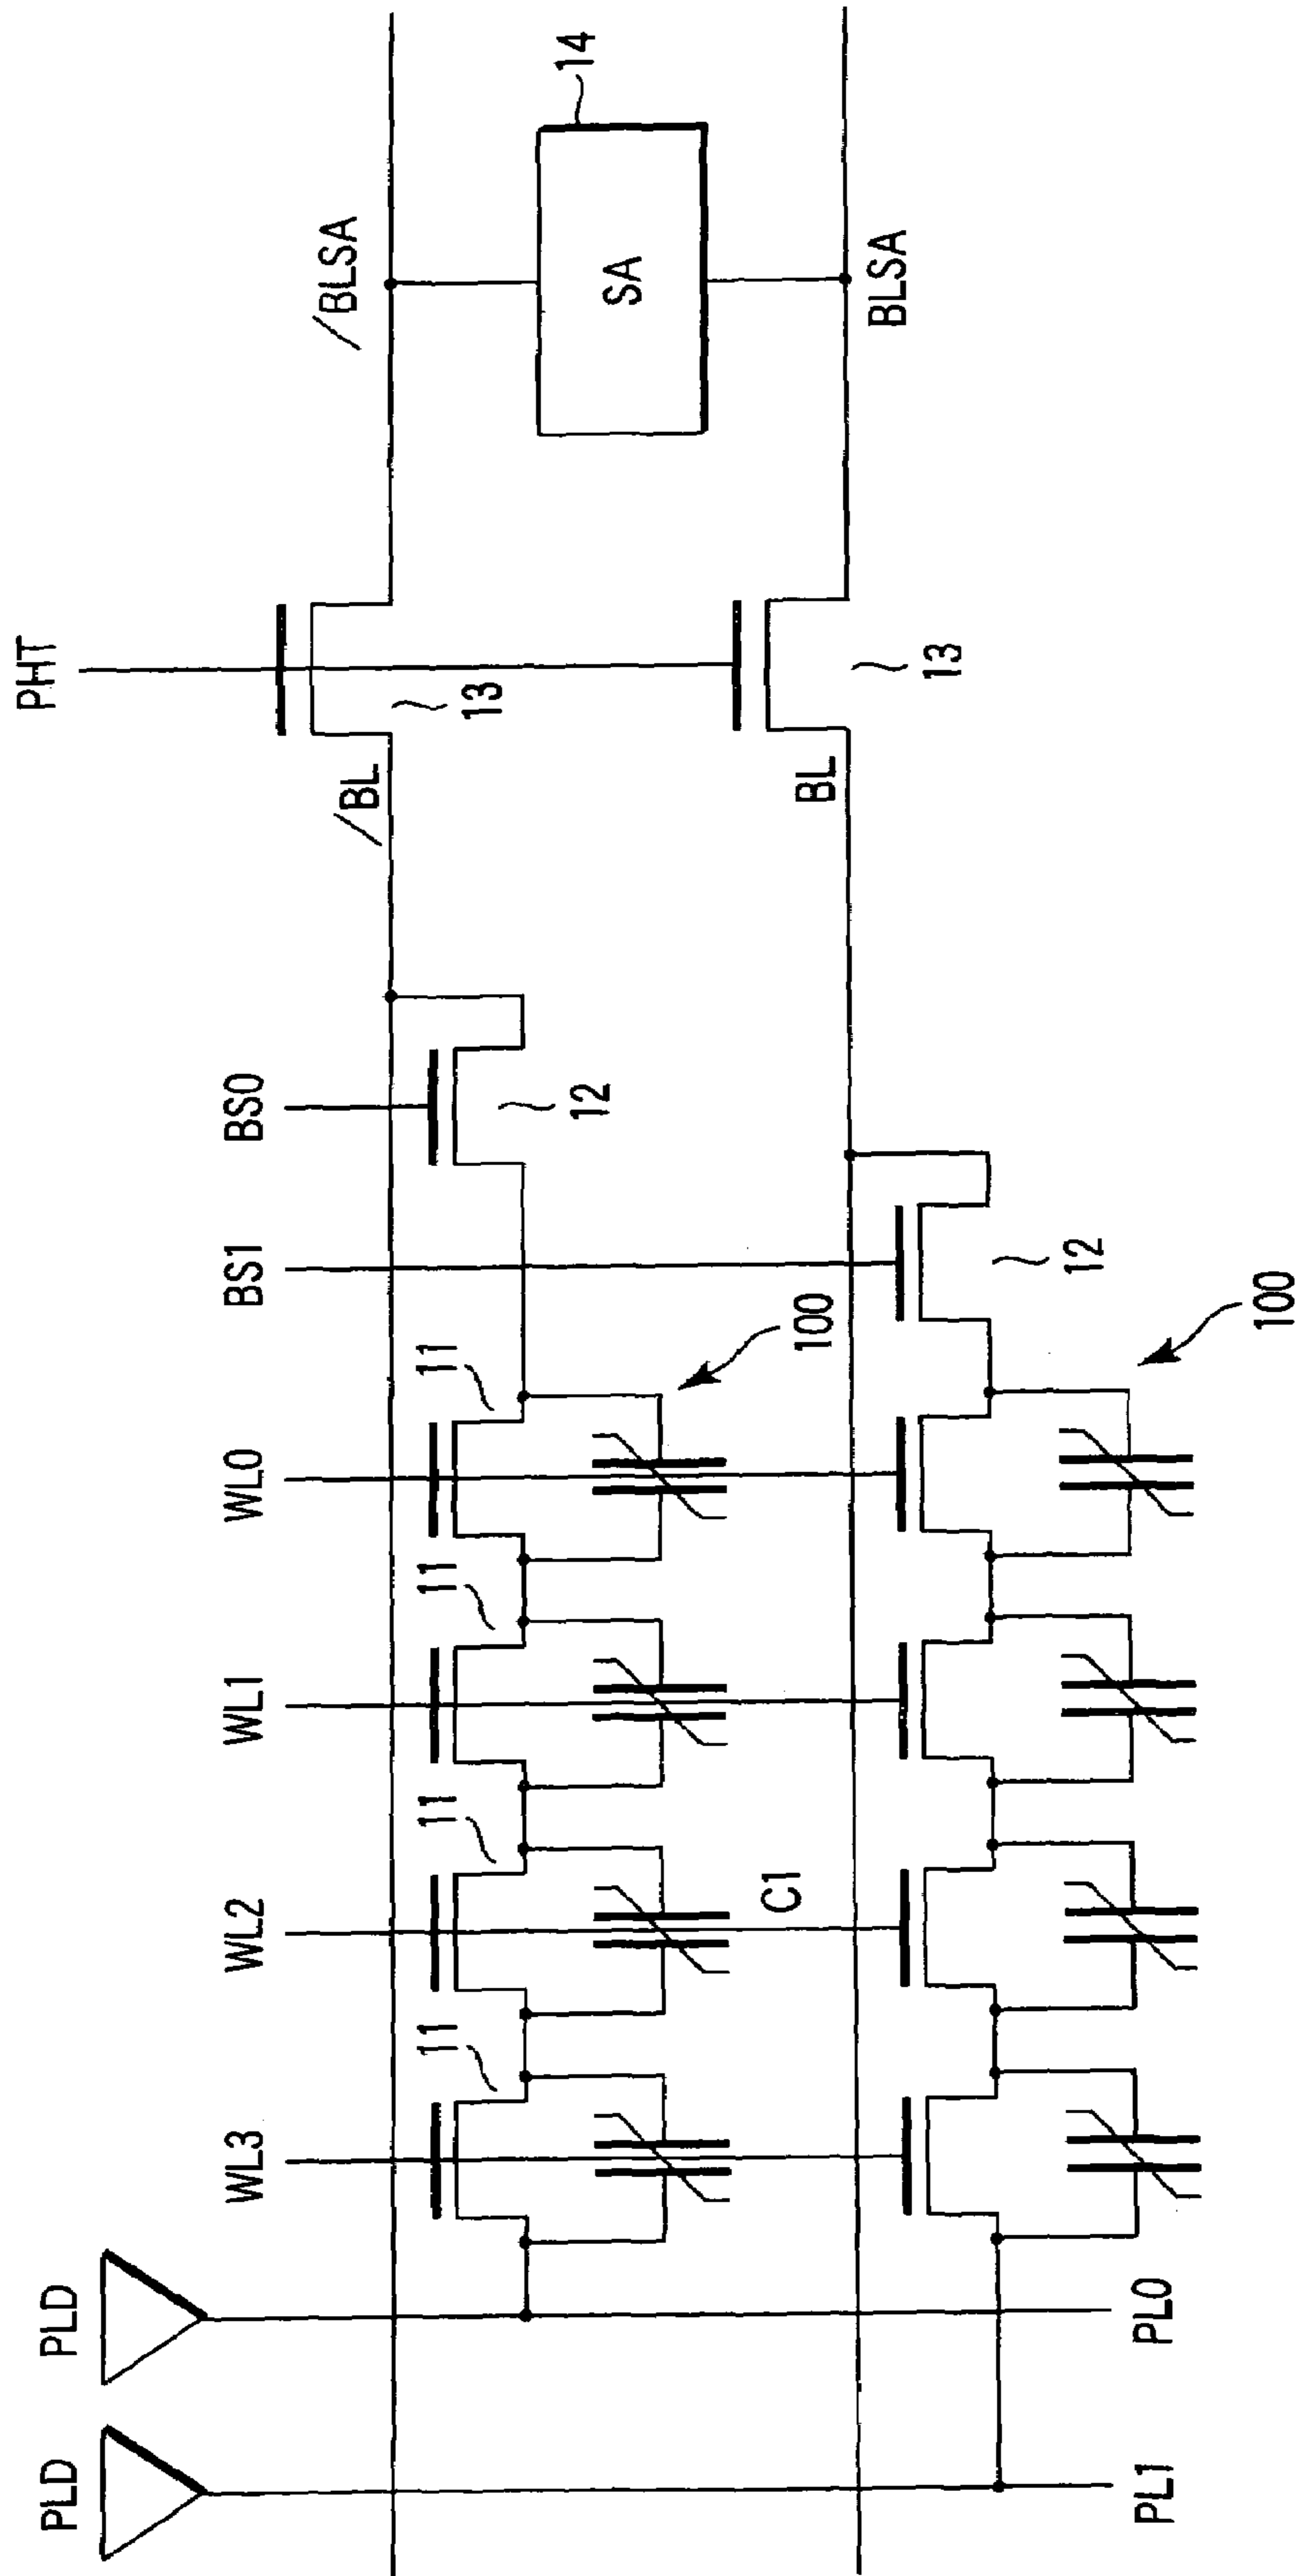 PLD
PLD
WL3
WL2
WL1
WL0
BS1
BS0
PHT
/BL
/BLSA
11
11
11
11
12
13
14
SA
C1
100
BL
13
BLSA
12
100
PL1
PL0